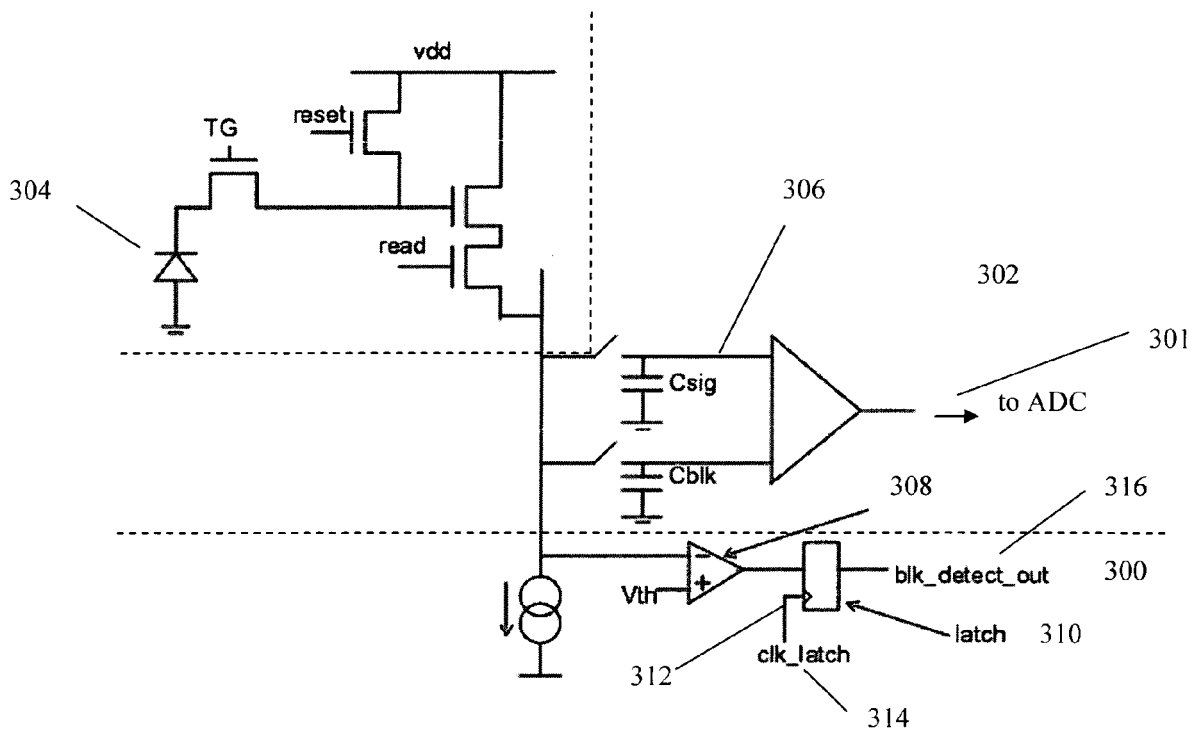 vdd
reset
TG
304
306
read
302
301
Csig
to ADC
Cblk
308
316
−
blk_detect_out
300
+
Vth
latch
310
clk_latch
312
314